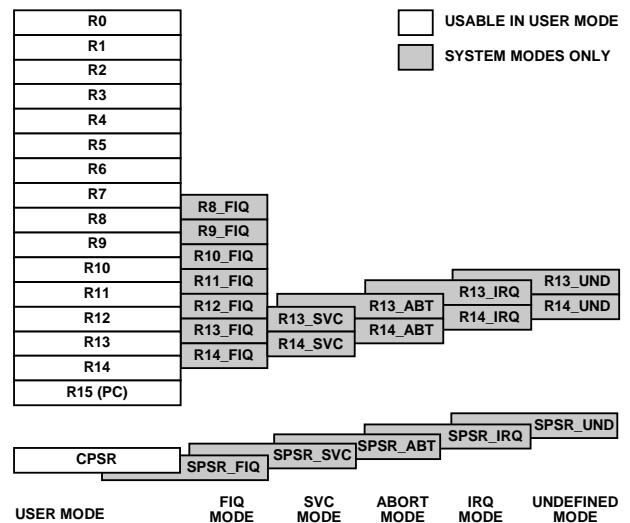 USABLE IN USER MODE
SYSTEM MODES ONLY
R0
R1
R2
R3
R4
R5
R6
R7
R8
R9
R10
R11
R12
R13
R14
R15 (PC)
R8_FIQ
R9_FIQ
R10_FIQ
R11_FIQ
R12_FIQ
R13_FIQ
R14_FIQ
R13_SVC
R14_SVC
R13_ABT
R14_ABT
R13_IRQ
R14_IRQ
R13_UND
R14_UND
CPSR
SPSR_FIQ
SPSR_SVC
SPSR_ABT
SPSR_IRQ
SPSR_UND
USER MODE
FIQ
MODE
SVC
MODE
ABORT
MODE
IRQ
MODE
UNDEFINED
MODE